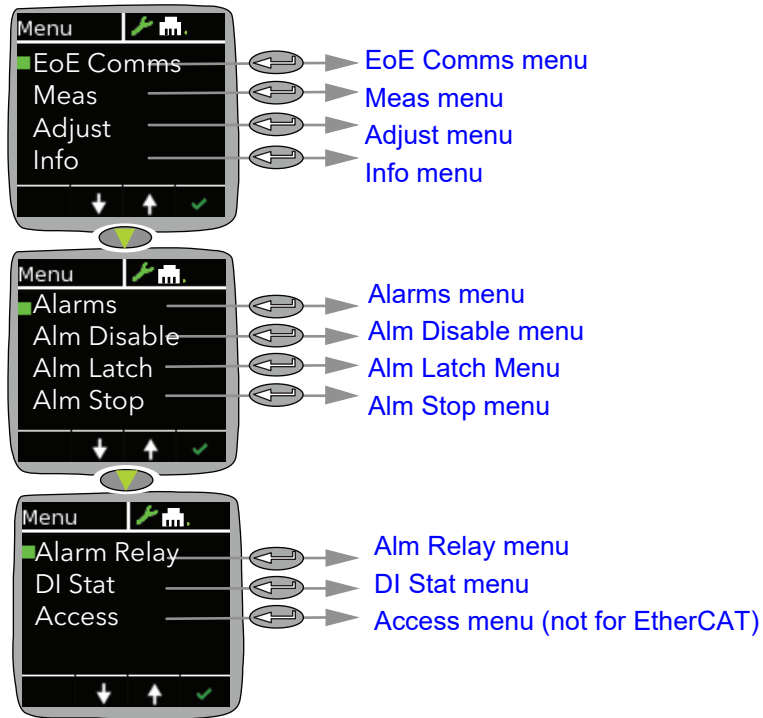 Menu
EoE Comms
EoE Comms menu
Meas
Meas menu
Adjust
Adjust menu
Info
Info menu
Menu
Alarms
Alarms menu
Alm Disable
Alm Disable menu
Alm Latch
Alm Latch Menu
Alm Stop
Alm Stop menu
Menu
Alarm Relay
Alm Relay menu
DI Stat
DI Stat menu
Access
Access menu (not for EtherCAT)